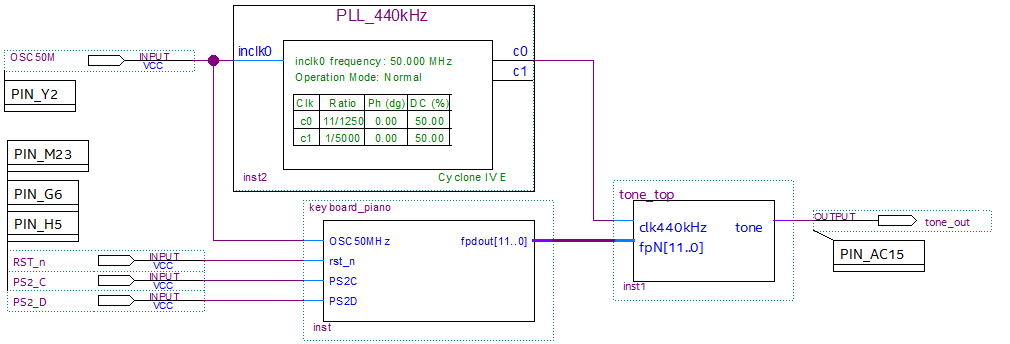 PLL_440kHz
OSC50M
INPUT
VCC
PIN_Y2
inclk0
c0
c1
inclk0 frequency: 50.000 MHz
Operation Mode: Normal
Clk Ratio Ph (dg) DC (%)
c0 11/1250 0.00 50.00
c1 1/5000 0.00 50.00
inst2
Cyclone IV E
PIN_M23
PIN_G6
PIN_H5
RST_n
INPUT
VCC
PS2_C
INPUT
VCC
PS2_D
INPUT
VCC
keyboard_piano
OSC50MHz
fpdout[11..0]
rst_n
PS2C
PS2D
inst
tone_top
clk440kHz
tone
fpN[11..0]
inst1
OUTPUT
tone_out
PIN_AC15